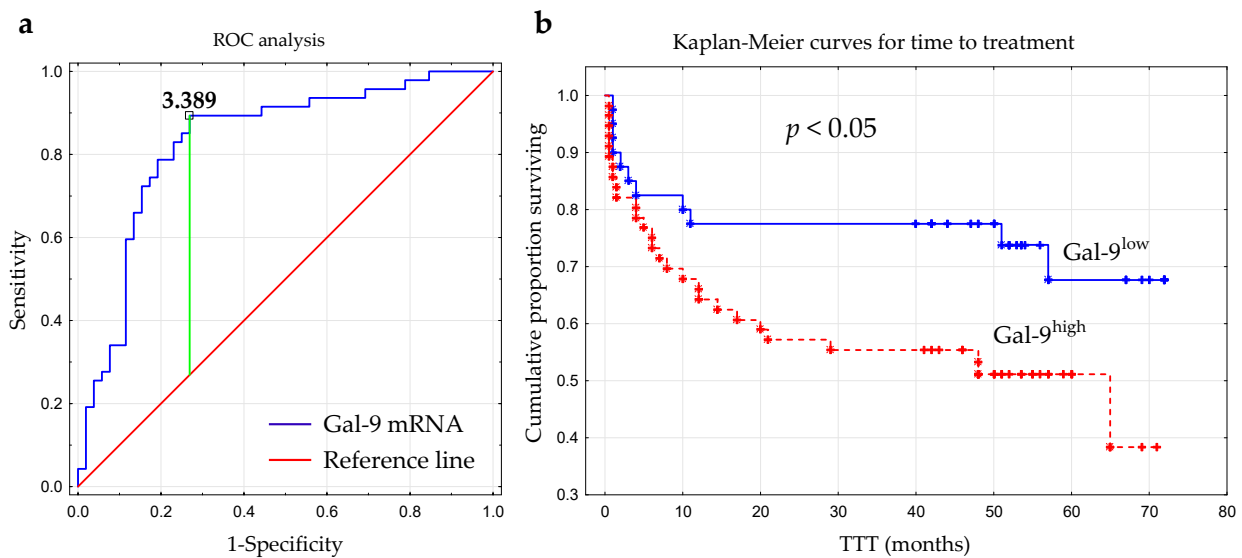 a
ROC analysis
3.389
1.0
0.8
0.6
0.4
0.2
0.0
Sensitivity
Gal-9 mRNA
Reference line
0.0 0.2 0.4 0.6 0.8 1.0
1-Specificity
b
Kaplan-Meier curves for time to treatment
p < 0.05
1.0
0.9
0.8
0.7
0.6
0.5
0.4
0.3
Cumulative proportion surviving
Gal-9low
Gal-9high
0 10 20 30 40 50 60 70 80
TTT (months)